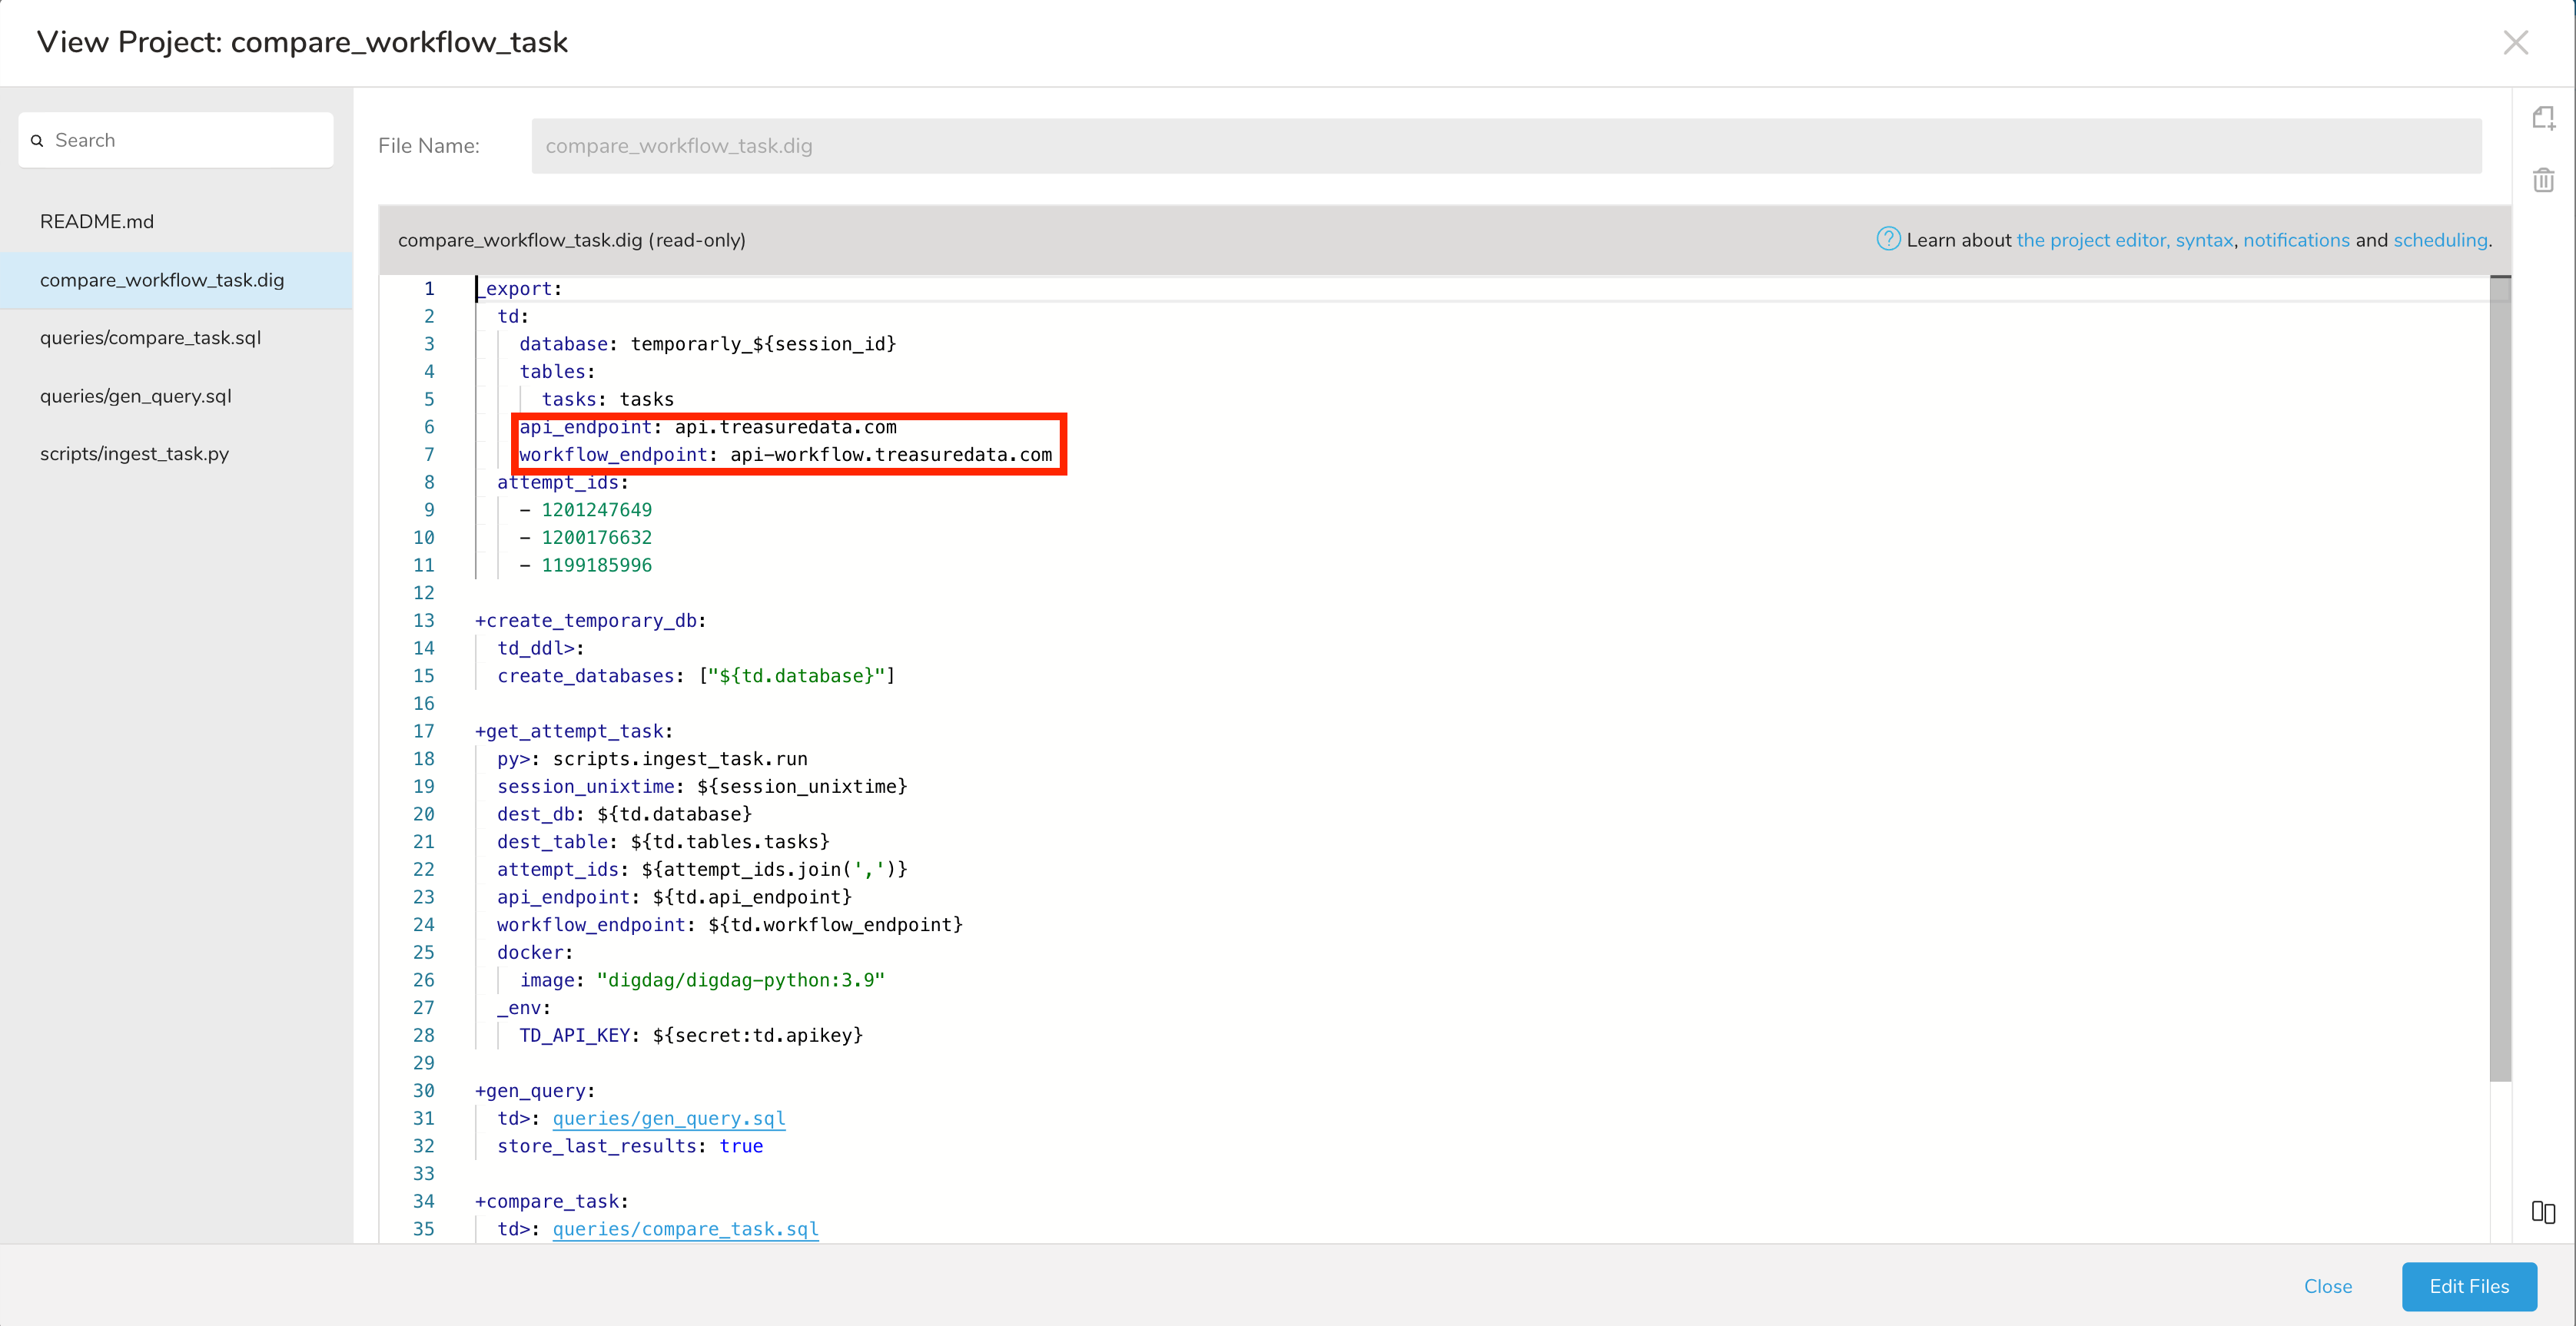 View Project: compare_workflow_task
Search
README.md
compare_workflow_task.dig
queries/compare_task.sql
queries/gen_query.sql
scripts/ingest_task.py
File Name: compare_workflow_task.dig
compare_workflow_task.dig (read-only)
Learn about the project editor, syntax, notifications and scheduling.
1 _export:
2 td:
3 database: temporarly_${session_id}
4 tables:
5 tasks: tasks
6 api_endpoint: api.treasuredata.com
7 workflow_endpoint: api-workflow.treasuredata.com
8 attempt_ids:
9 - 1201247649
10 - 1200176632
11 - 1199185996
12
13 +create_temporary_db:
14 td_ddl>:
15 create_databases: ["${td.database}"]
16
17 +get_attempt_task:
18 py>: scripts.ingest_task.run
19 session_unixtime: ${session_unixtime}
20 dest_db: ${td.database}
21 dest_table: ${td.tables.tasks}
22 attempt_ids: ${attempt_ids.join(',')}
23 api_endpoint: ${td.api_endpoint}
24 workflow_endpoint: ${td.workflow_endpoint}
25 docker:
26 image: "digdag/digdag-python:3.9"
27 _env:
28 TD_API_KEY: ${secret:td.apikey}
29
30 +gen_query:
31 td>: queries/gen_query.sql
32 store_last_results: true
33
34 +compare_task:
35 td>: queries/compare_task.sql
Close
Edit Files